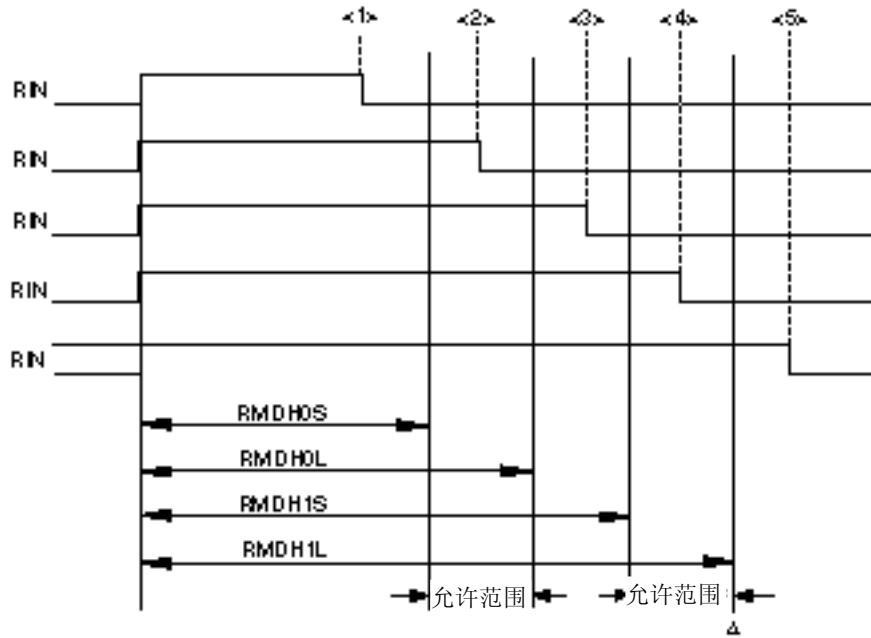 <1> <2> <3> <4> <5>
RIN
RIN
RIN
RIN
RIN
RMDH0S
RMDH0L
RMDH1S
RMDH1L
允许范围 允许范围
Δ